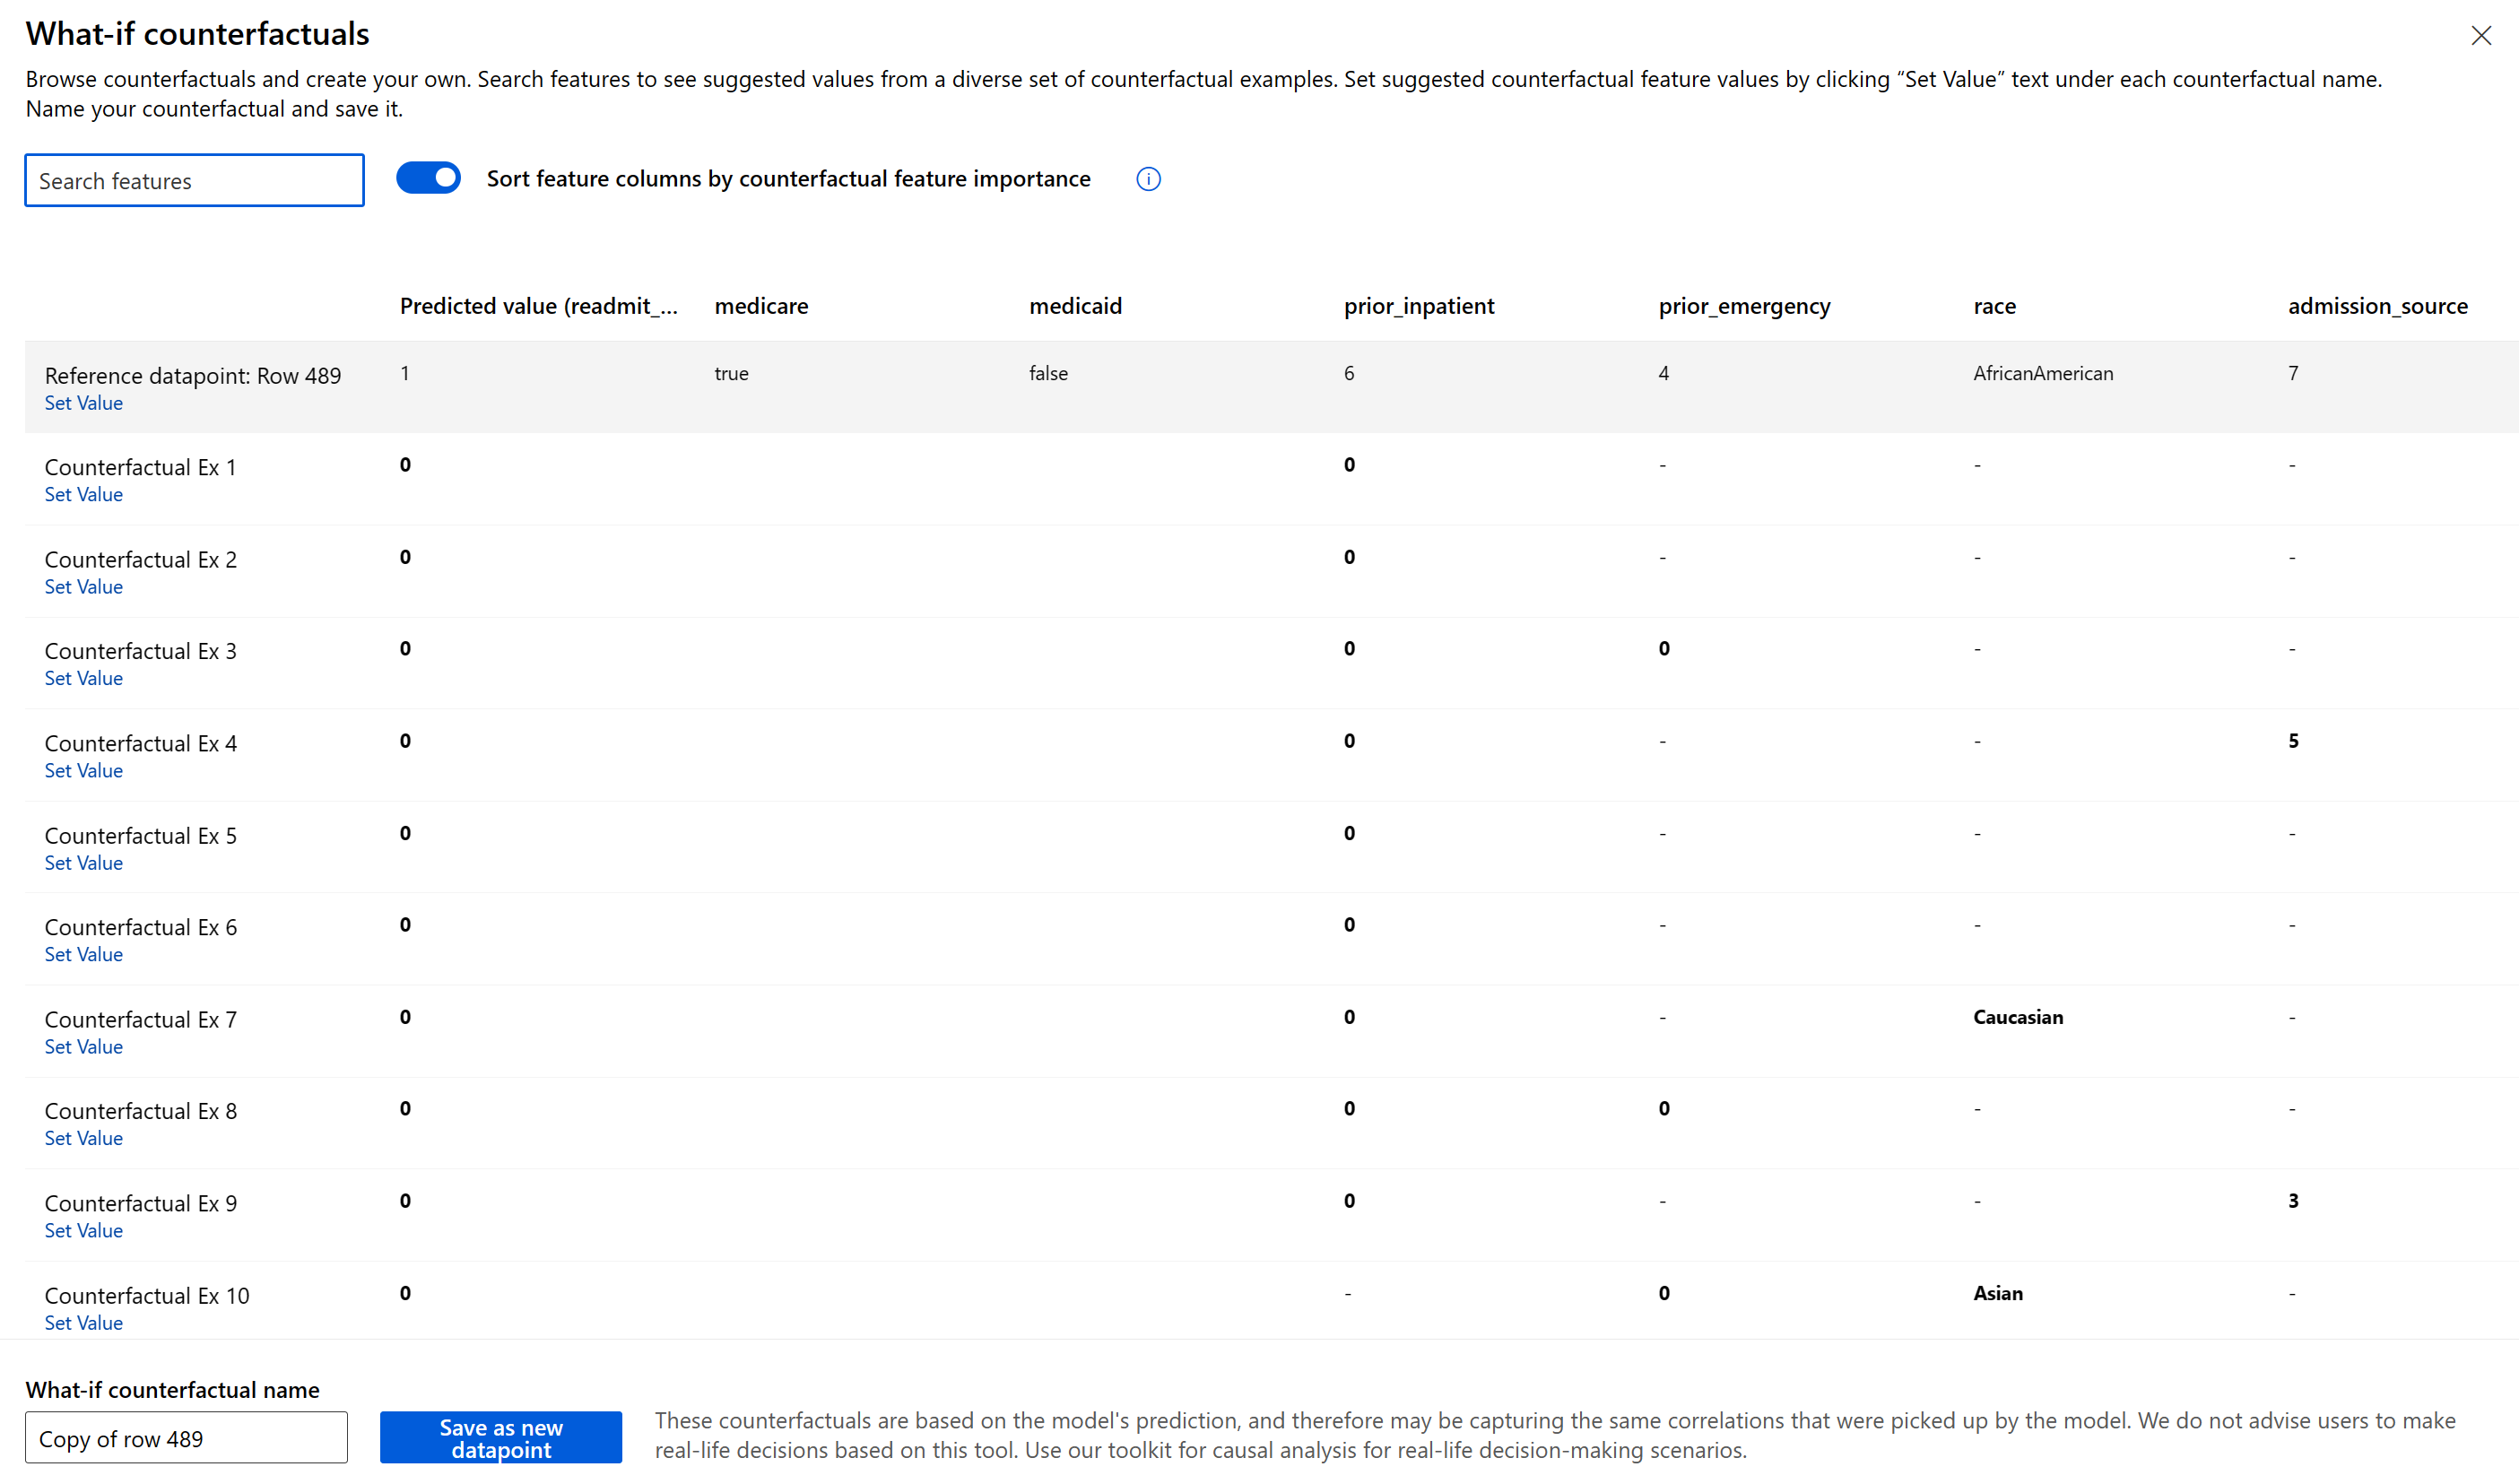 What-if counterfactuals
Browse counterfactuals and create your own. Search features to see suggested values from a diverse set of counterfactual examples. Set suggested counterfactual feature values by clicking “Set Value” text under each counterfactual name.
Name your counterfactual and save it.
Search features
Sort feature columns by counterfactual feature importance
Predicted value (readmit_... medicare medicaid prior_inpatient prior_emergency race admission_source
Reference datapoint: Row 489 1 true false 6 4 AfricanAmerican 7
Set Value
Counterfactual Ex 1 0 0 - - -
Set Value
Counterfactual Ex 2 0 0 - - -
Set Value
Counterfactual Ex 3 0 0 0 - -
Set Value
Counterfactual Ex 4 0 0 - - 5
Set Value
Counterfactual Ex 5 0 0 - - -
Set Value
Counterfactual Ex 6 0 0 - - -
Set Value
Counterfactual Ex 7 0 0 - Caucasian -
Set Value
Counterfactual Ex 8 0 0 0 - -
Set Value
Counterfactual Ex 9 0 0 - - 3
Set Value
Counterfactual Ex 10 0 - 0 Asian -
Set Value
What-if counterfactual name
Copy of row 489
Save as new
datapoint
These counterfactuals are based on the model's prediction, and therefore may be capturing the same correlations that were picked up by the model. We do not advise users to make
real-life decisions based on this tool. Use our toolkit for causal analysis for real-life decision-making scenarios.